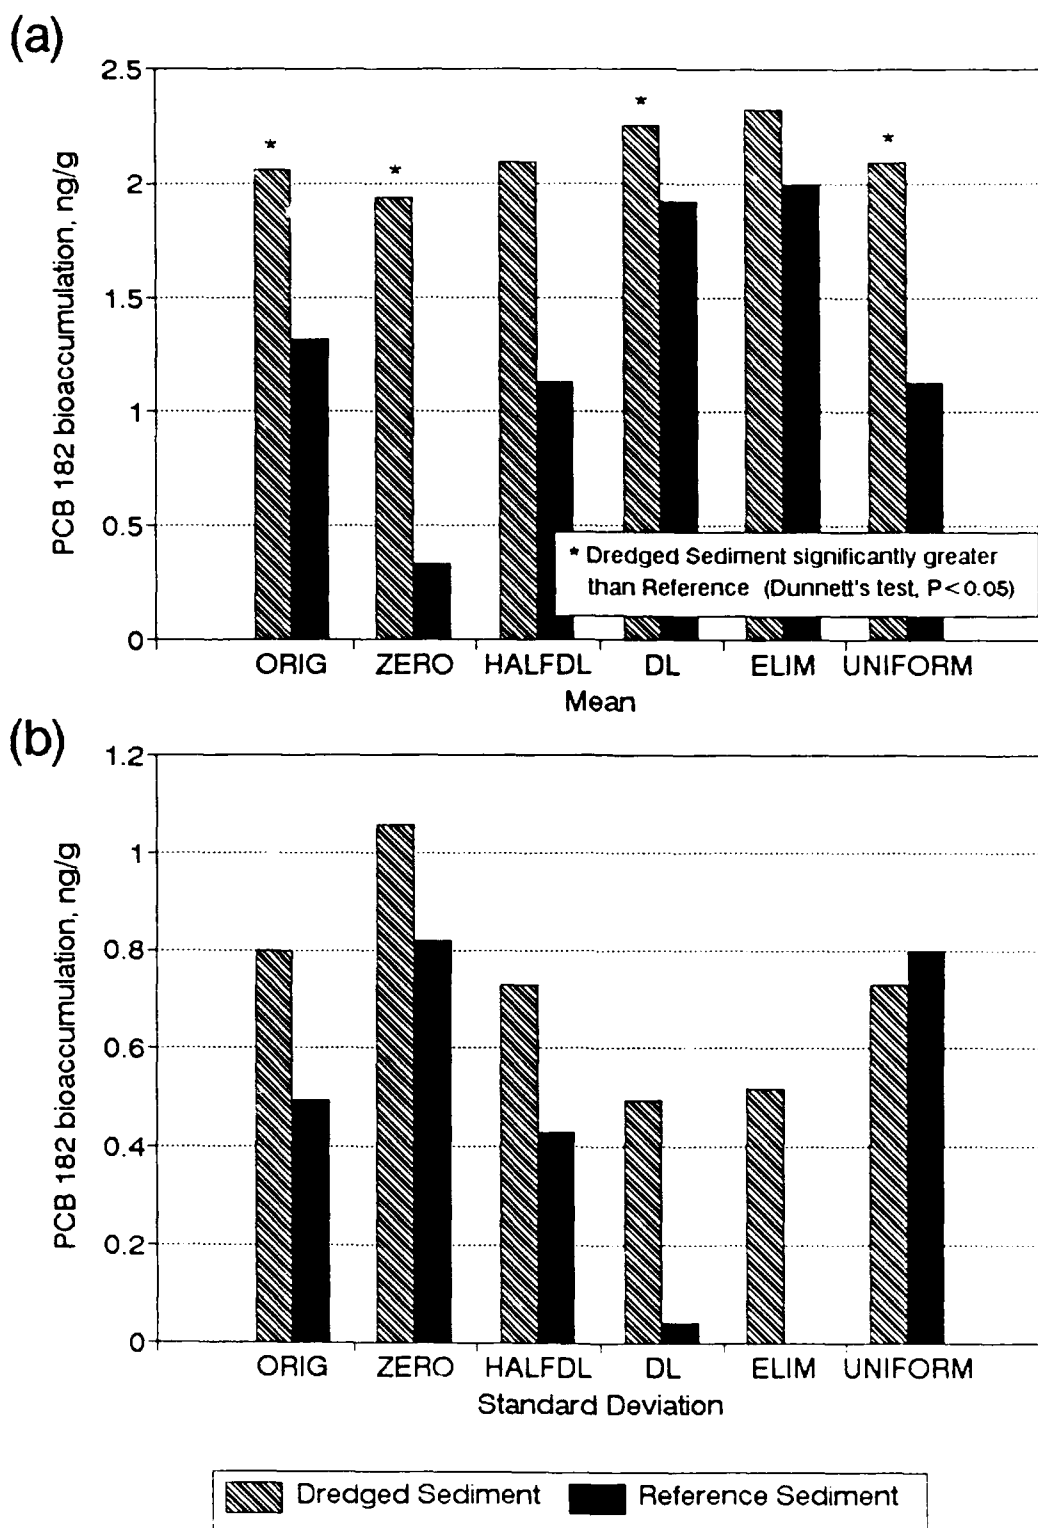 (a)
2.5
2
1.5
1
0.5
0
PCB 182 bioaccumulation, ng/g
*
*
*
*
* Dredged Sediment significantly greater
than Reference (Dunnett's test, P<0.05)
ORIG ZERO HALFDL DL ELIM UNIFORM
Mean
(b)
1.2
1
0.8
0.6
0.4
0.2
0
PCB 182 bioaccumulation, ng/g
ORIG ZERO HALFDL DL ELIM UNIFORM
Standard Deviation
Dredged Sediment Reference Sediment